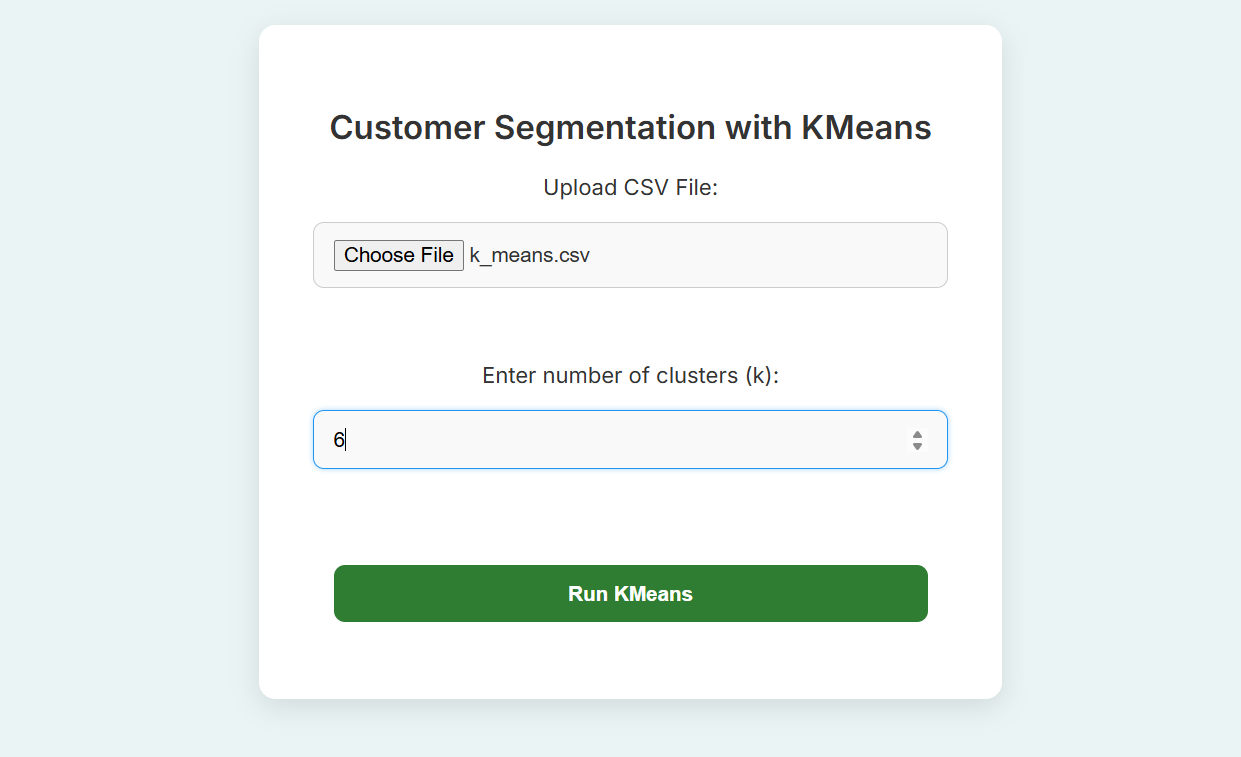 Customer Segmentation with KMeans
Upload CSV File:
Choose File k_means.csv
Enter number of clusters (k):
6
Run KMeans